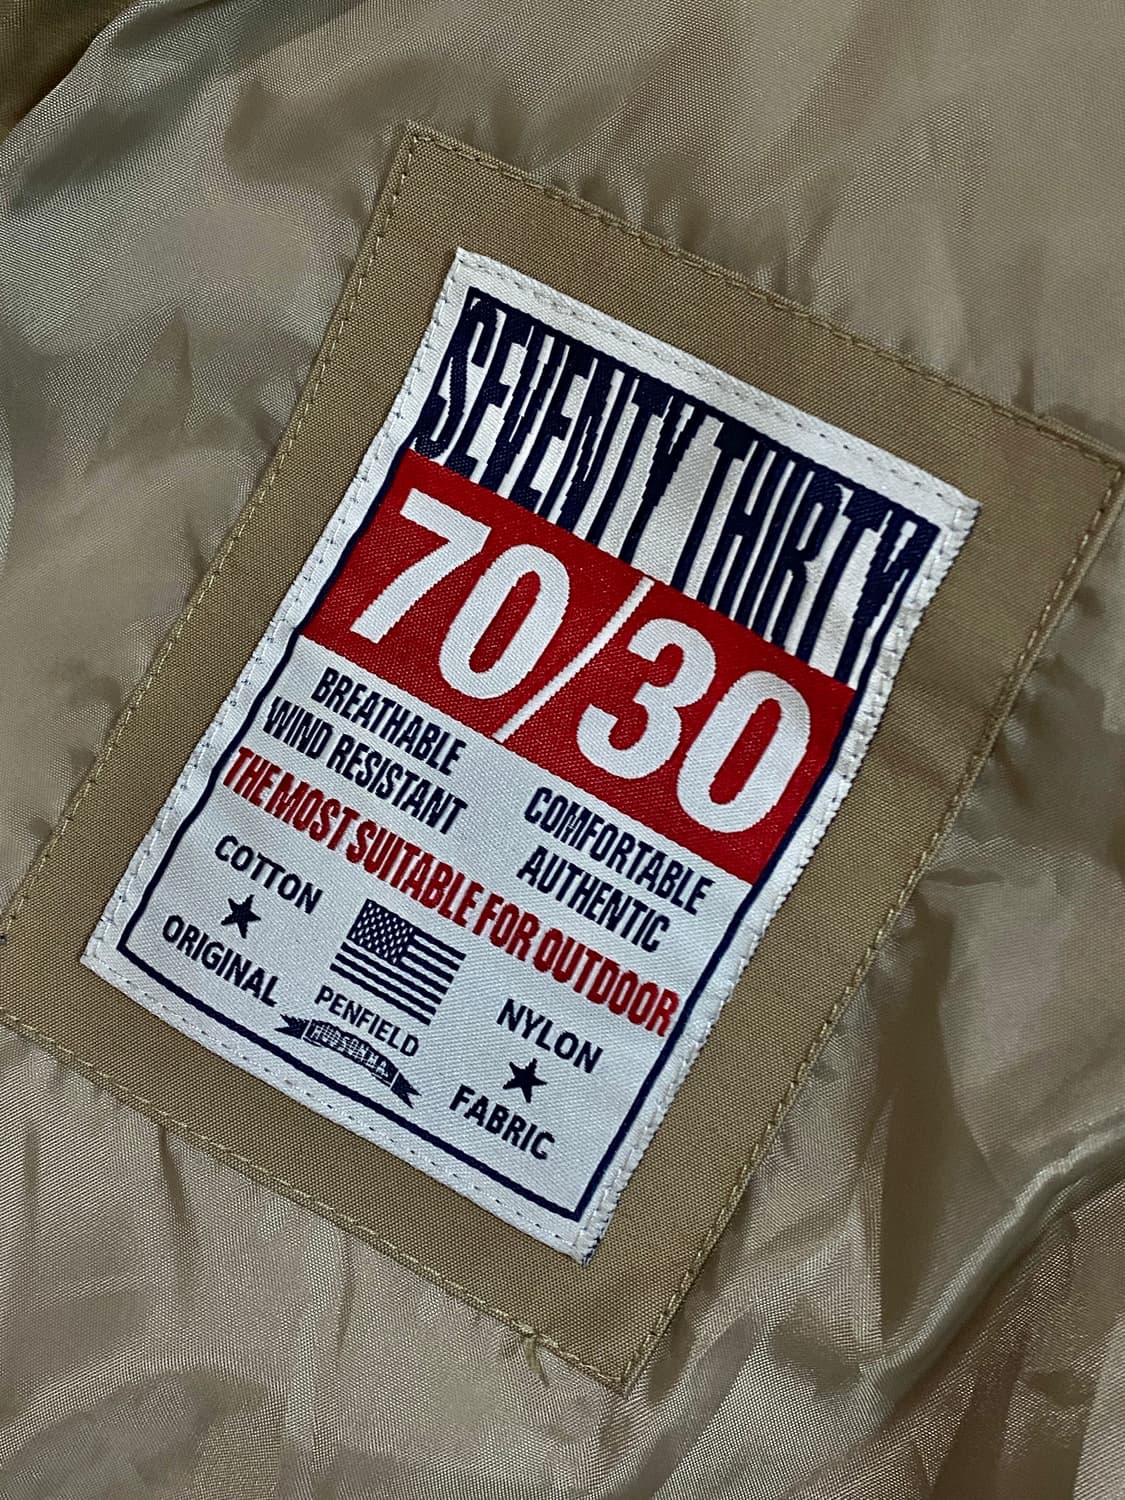 SEVENTY THIRTY
70/30
BREATHABLE
WIND RESISTANT
COMFORTABLE
AUTHENTIC
THE MOST SUITABLE FOR OUTDOOR
COTTON
ORIGINAL
PENFIELD
NYLON
FABRIC